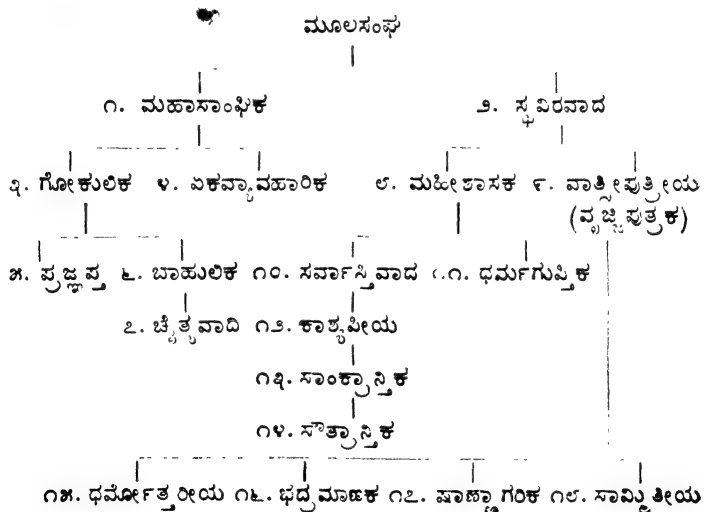 ಮೂಲಸಂಘ
೧. ಮಹಾಸಾಂಘಿಕ ೨. ಸ್ಥವಿರವಾದ
೩. ಗೋಕುಲಿಕ ೪. ಏಕವ್ಯಾವಹಾರಿಕ ೮. ಮಹೀಶಾಸಕ ೯. ವಾತ್ಸೀಪುತ್ರೀಯ
(ವೃಜ್ಜಿಪುತ್ರಕ)
೫. ಪ್ರಜ್ಞಪ್ತ ೬. ಬಾಹುಲಿಕ ೧೦. ಸರ್ವಾಸ್ತಿವಾದ ೧೧. ಧರ್ಮಗುಪ್ತಿಕ
೭. ಚೈತ್ಯವಾದಿ ೧೨. ಕಾಶ್ಯಪೀಯ
೧೩. ಸಾಂಕ್ರಾನ್ತಿಕ
೧೪. ಸೌತ್ರಾನ್ತಿಕ
೧೫. ಧರ್ಮೋತ್ತರೀಯ ೧೬. ಭದ್ರಮಾಣಕ ೧೭. ಷಾಣ್ಣಾಗರಿಕ ೧೮. ಸಾಮ್ಮಿತೀಯ